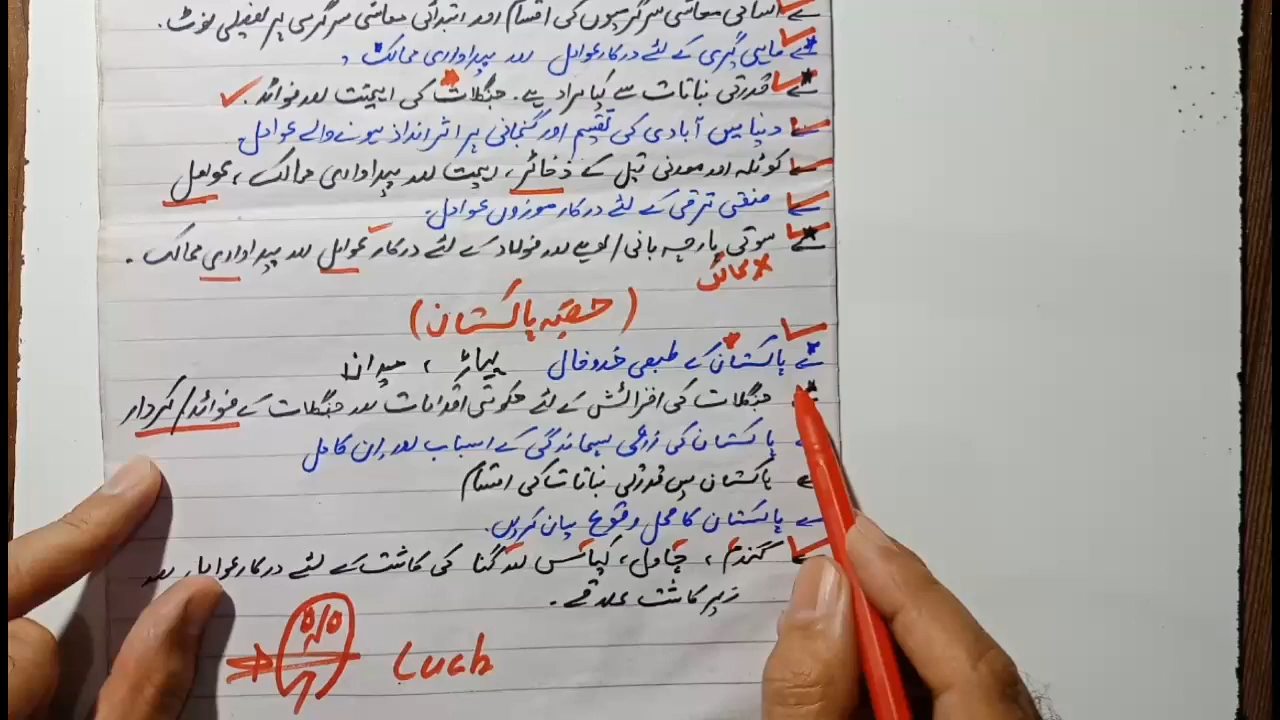 انسانی معاشی سرگرمیوں کی اقسام اور ابتدائی معاشی سرگرمی پر تفصیلی نوٹ۔
ماہی گیری کے لئے درکار عوامل اور پیداواری ممالک
قدرتی نباتات سے کیا مراد ہے۔ جنگلات کی اہمیت اور فوائد۔
دنیا میں آبادی کی تقسیم اور گنجانی پر اثر انداز ہونے والے عوامل۔
کوئلہ اور معدنی تیل کے ذخائر، اہمیت اور پیداواری ممالک، عوامل
صنعتی ترقی کے لئے درکار موزوں عوامل۔
سوتی پارچہ بانی/لوہے اور فولاد کے لئے درکار عوامل اور پیداواری ممالک۔
ممالک
(حصہ پاکستان)
پاکستان کے طبعی خدوخال پہاڑ، میدان
جنگلات کی افزائش کے لئے حکومتی اقدامات اور جنگلات کے فوائد/کردار
پاکستان کی زرعی پسماندگی کے اسباب اور ان کا حل
پاکستان میں قدرتی نباتات کی اقسام
پاکستان کا محل وقوع بیان کریں۔
گندم، چاول، کپاس اور گنا کی کاشت کے لئے درکار عوامل اور
زیر کاشت علاقے۔
Luck